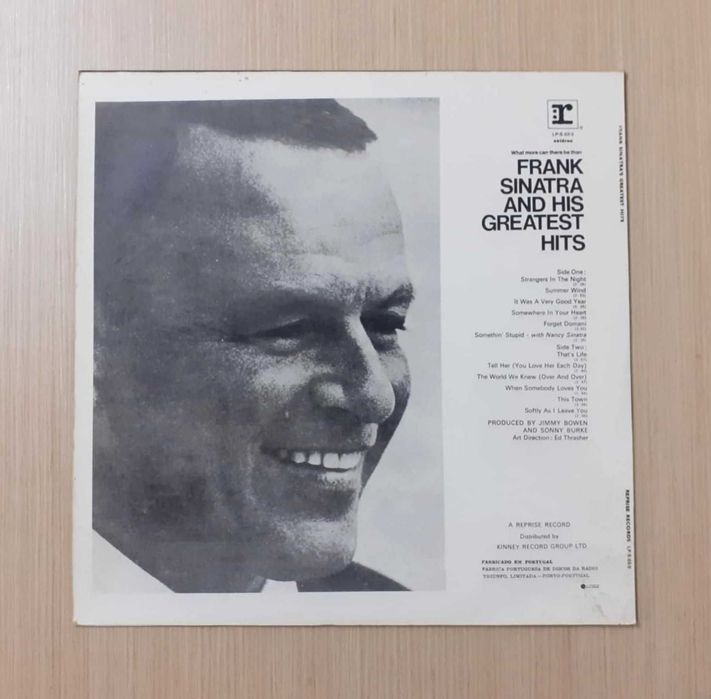 r
estéreo
What more can there be than
FRANK
SINATRA
AND HIS
GREATEST
HITS
Side One:
Strangers In The Night
Summer Wind
It Was A Very Good Year
Somewhere In Your Heart
Forget Domani
Somethin' Stupid - with Nancy Sinatra
Side Two:
That's Life
Tell Her (You Love Her Each Day)
The World We Knew (Over And Over)
When Somebody Loves You
This Town
Softly As I Leave You
PRODUCED BY JIMMY BOWEN
AND SONNY BURKE
Art Direction: Ed Thrasher
A REPRISE RECORD
Distributed by
KINNEY RECORD GROUP LTD.
FABRICADO EM PORTUGAL
FABRICA PORTUGUESA DE DISCOS DA RADIO
TRIUNFO, LIMITADA—PORTO-PORTUGAL
FRANK SINATRA'S GREATEST HITS
REPRISE RECORDS